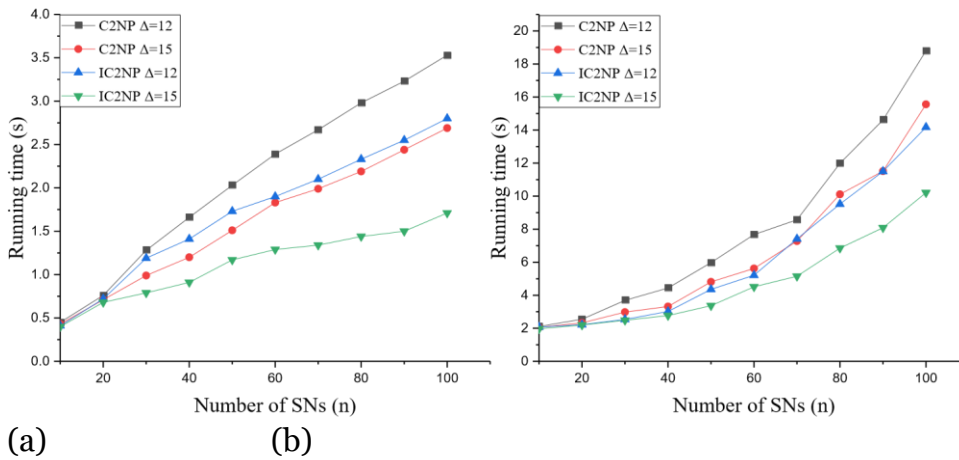 4.0
3.5
3.0
2.5
2.0
1.5
1.0
0.5
0.0
Running time (s)
C2NP Δ=12
C2NP Δ=15
IC2NP Δ=12
IC2NP Δ=15
20 40 60 80 100
Number of SNs (n)
20
18
16
14
12
10
8
6
4
2
0
Running time (s)
C2NP Δ=12
C2NP Δ=15
IC2NP Δ=12
IC2NP Δ=15
20 40 60 80 100
Number of SNs (n)
(a) (b)